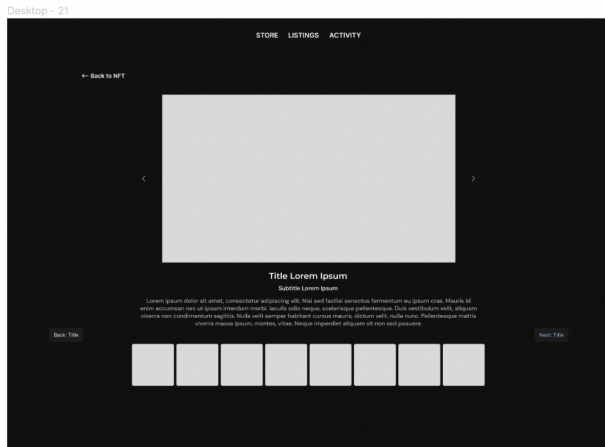 Desktop - 21
STORE LISTINGS ACTIVITY
← Back to NFT
Title Lorem Ipsum
Subtitle Lorem Ipsum
Lorem ipsum dolor sit amet, consectetur adipiscing elit. Nisi sed facilisi senectus fermentum eu ipsum cras. Mauris id
enim accumsan nec ut ipsum interdum morbi. Iaculis odio neque, scelerisque pellentesque. Duis vestibulum velit, aliquam
viverra non condimentum sagittis. Nulla velit semper habitant cursus mauris, dictum velit, nulla nunc. Pellentesque mattis
viverra massa ipsum, montes, vitae. Neque imperdiet aliquam sit non sed posuere.
Back: Title
Next: Title